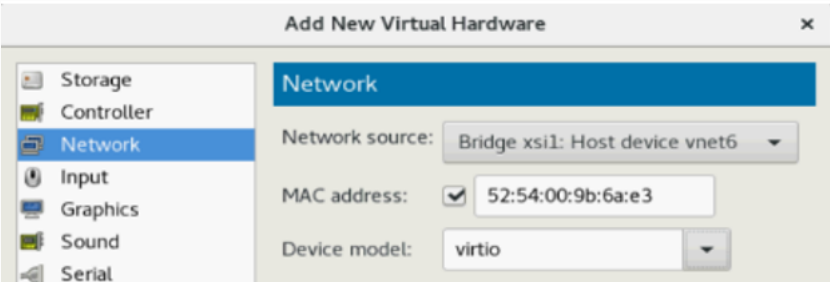 Add New Virtual Hardware
×
Storage
Controller
Network
Input
Graphics
Sound
Serial
Network
Network source: Bridge xsi1: Host device vnet6
MAC address: 52:54:00:9b:6a:e3
Device model: virtio